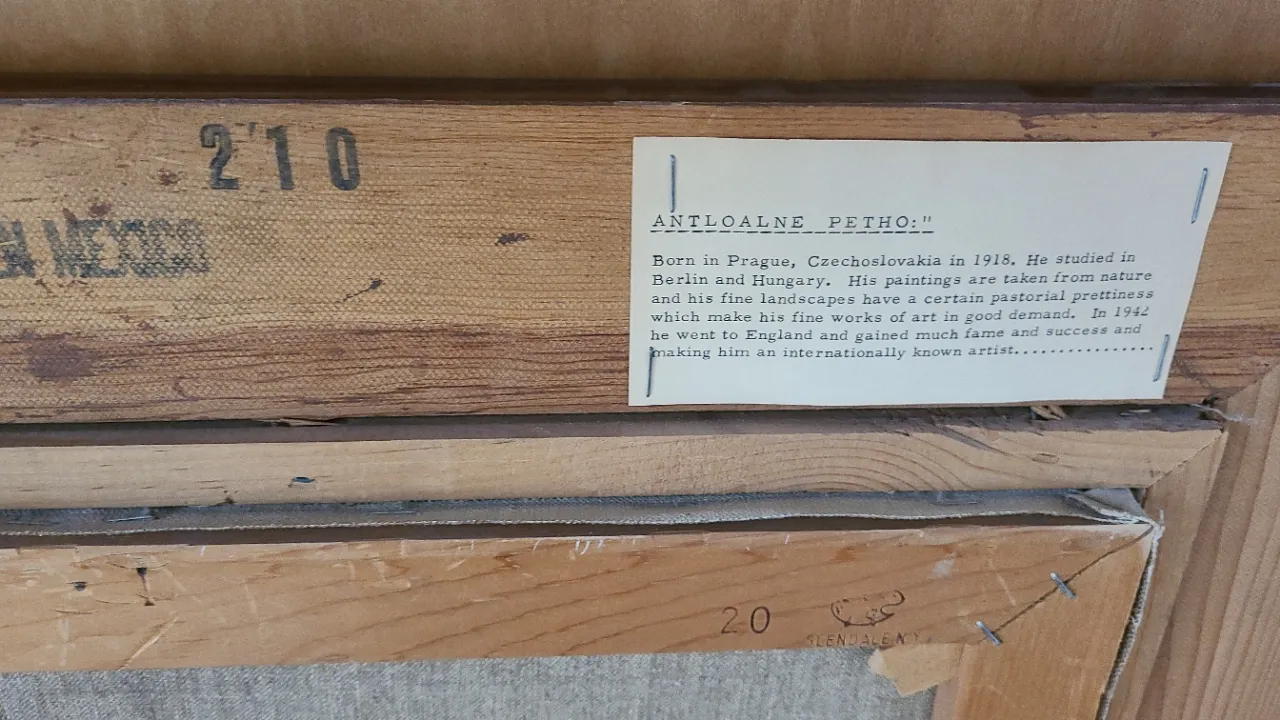 210
N MEXICO
ANTLOALNE PETHO:"
Born in Prague, Czechoslovakia in 1918. He studied in
Berlin and Hungary. His paintings are taken from nature
and his fine landscapes have a certain pastorial prettiness
which make his fine works of art in good demand. In 1942
he went to England and gained much fame and success and
making him an internationally known artist................
20
GLENDALE N.Y.